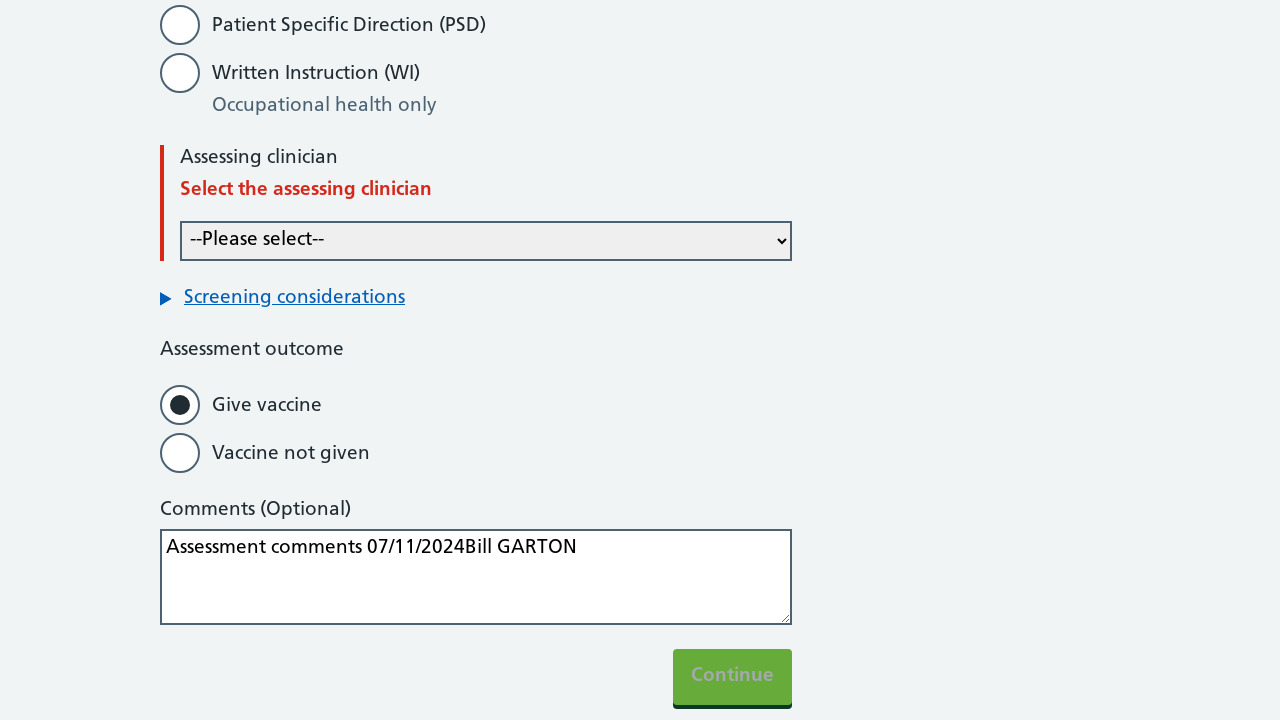 Patient Specific Direction (PSD)
Written Instruction (WI)
Occupational health only
Assessing clinician
Select the assessing clinician
--Please select--
Screening considerations
Assessment outcome
Give vaccine
Vaccine not given
Comments (Optional)
Assessment comments 07/11/2024Bill GARTON
Continue